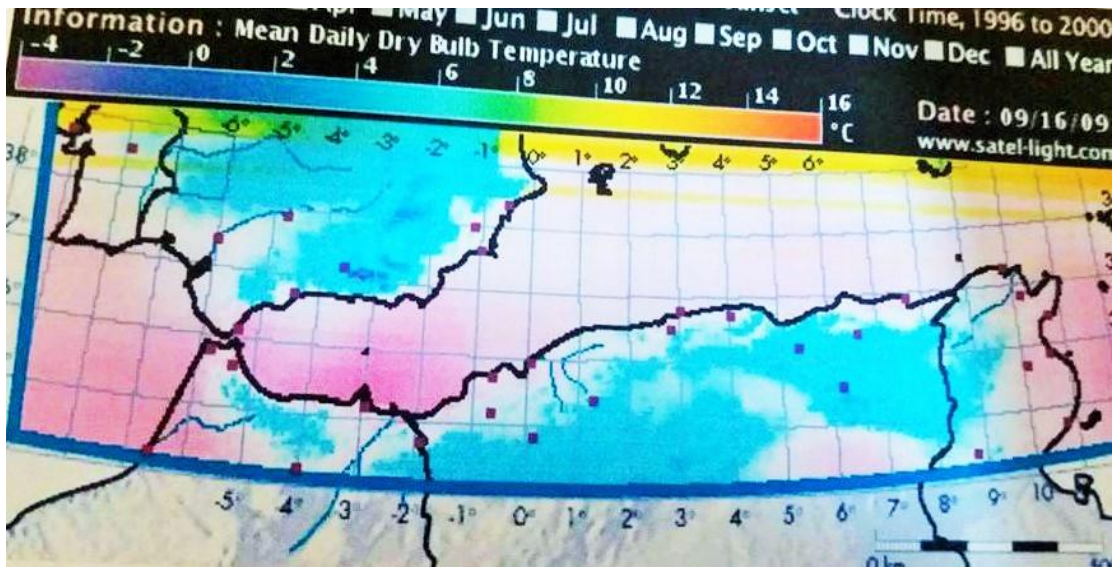 Apr May Jun Jul Aug Sep Oct Nov Dec All Year
Clock Time, 1996 to 2000
Information : Mean Daily Dry Bulb Temperature
-4 -2 0 2 4 6 8 10 12 14 16
°C
Date : 09/16/09
www.satel-light.com
-6° -5° -4° -3° -2° -1° 0° 1° 2° 3° 4° 5° 6°
38°
-5° -4° -3° -2° -1° 0° 1° 2° 3° 4° 5° 6° 7° 8° 9° 10
0 km